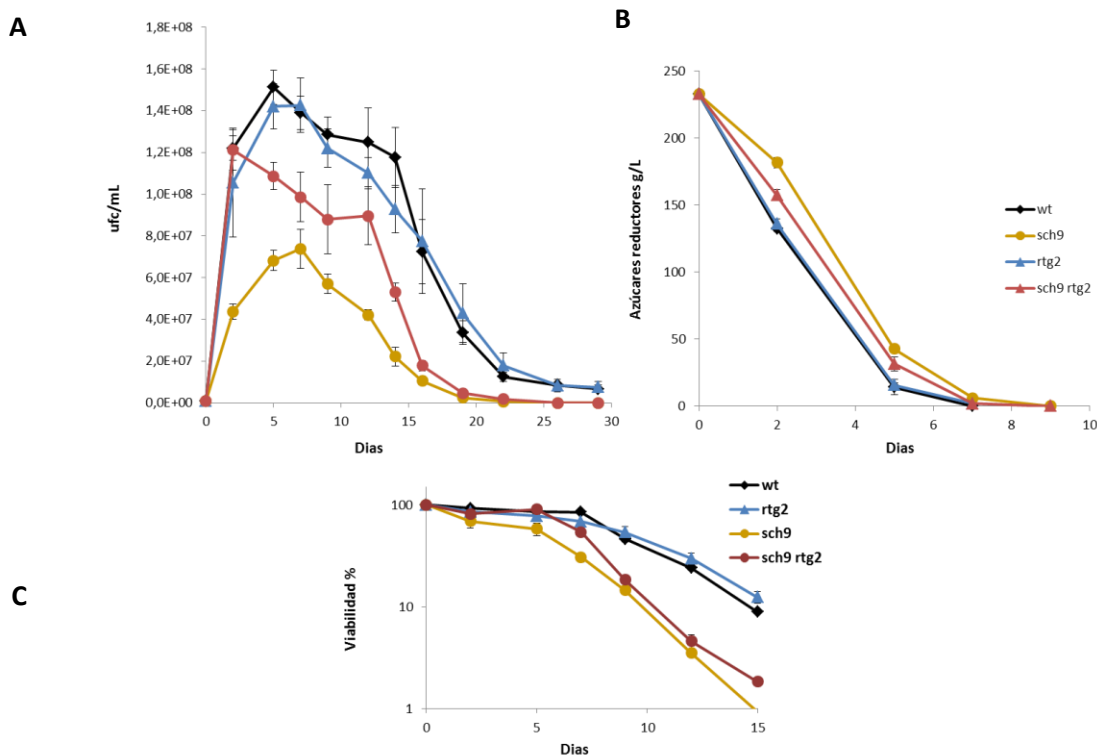 A
ufc/mL
1,8E+08
1,6E+08
1,4E+08
1,2E+08
1,0E+08
8,0E+07
6,0E+07
4,0E+07
2,0E+07
0,0E+00
0 5 10 15 20 25 30
Dias
B
Azúcares reductores g/L
250
200
150
100
50
0
0 2 4 6 8 10
Dias
wt
sch9
rtg2
sch9 rtg2
C
Viabilidad %
100
10
1
0 5 10 15
Dias
wt
rtg2
sch9
sch9 rtg2